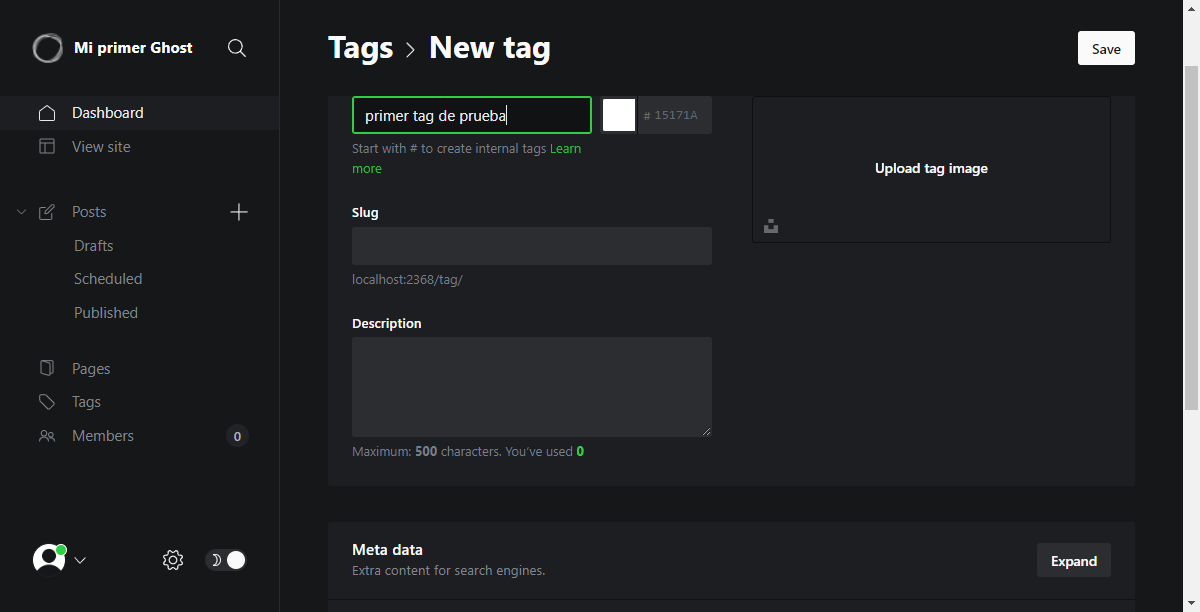 Mi primer Ghost
Dashboard
View site
Posts
Drafts
Scheduled
Published
Pages
Tags
Members
0
Tags > New tag
Save
primer tag de prueba
# 15171A
Start with # to create internal tags Learn
more
Upload tag image
Slug
localhost:2368/tag/
Description
Maximum: 500 characters. You’ve used 0
Meta data
Extra content for search engines.
Expand